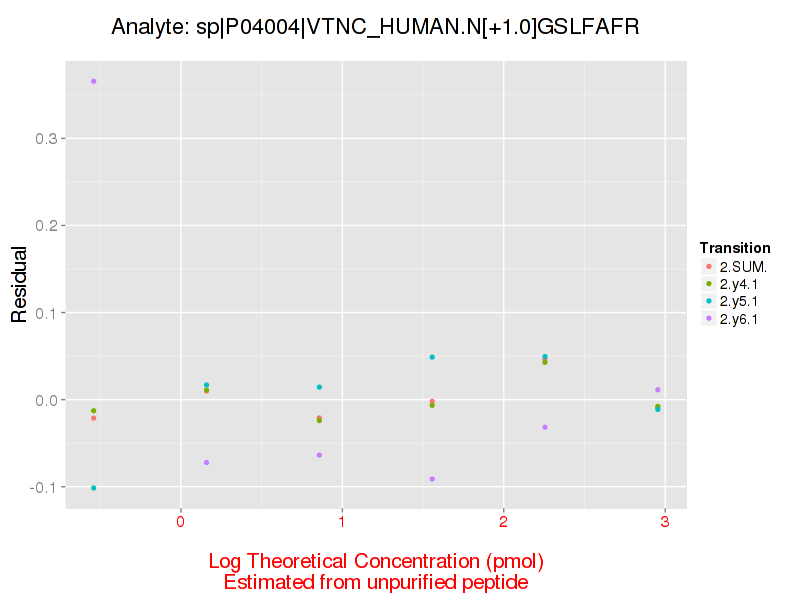 Analyte: sp|P04004|VTNC_HUMAN.N[+1.0]GSLFAFR
Residual
0.3
0.2
0.1
0.0
-0.1
0 1 2 3
Log Theoretical Concentration (pmol)
Estimated from unpurified peptide
Transition
2.SUM.
2.y4.1
2.y5.1
2.y6.1